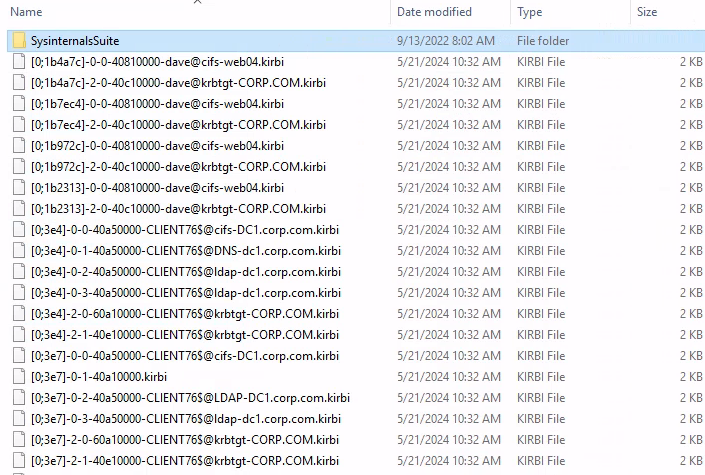 Name Date modified Type Size
SysinternalsSuite 9/13/2022 8:02 AM File folder
[0;1b4a7c]-0-0-40810000-dave@cifs-web04.kirbi 5/21/2024 10:32 AM KIRBI File 2 KB
[0;1b4a7c]-2-0-40c10000-dave@krbtgt-CORP.COM.kirbi 5/21/2024 10:32 AM KIRBI File 2 KB
[0;1b7ec4]-0-0-40810000-dave@cifs-web04.kirbi 5/21/2024 10:32 AM KIRBI File 2 KB
[0;1b7ec4]-2-0-40c10000-dave@krbtgt-CORP.COM.kirbi 5/21/2024 10:32 AM KIRBI File 2 KB
[0;1b972c]-0-0-40810000-dave@cifs-web04.kirbi 5/21/2024 10:32 AM KIRBI File 2 KB
[0;1b972c]-2-0-40c10000-dave@krbtgt-CORP.COM.kirbi 5/21/2024 10:32 AM KIRBI File 2 KB
[0;1b2313]-0-0-40810000-dave@cifs-web04.kirbi 5/21/2024 10:32 AM KIRBI File 2 KB
[0;1b2313]-2-0-40c10000-dave@krbtgt-CORP.COM.kirbi 5/21/2024 10:32 AM KIRBI File 2 KB
[0;3e4]-0-0-40a50000-CLIENT76$@cifs-DC1.corp.com.kirbi 5/21/2024 10:32 AM KIRBI File 2 KB
[0;3e4]-0-1-40a50000-CLIENT76$@DNS-dc1.corp.com.kirbi 5/21/2024 10:32 AM KIRBI File 2 KB
[0;3e4]-0-2-40a50000-CLIENT76$@ldap-dc1.corp.com.kirbi 5/21/2024 10:32 AM KIRBI File 2 KB
[0;3e4]-0-3-40a50000-CLIENT76$@ldap-dc1.corp.com.kirbi 5/21/2024 10:32 AM KIRBI File 2 KB
[0;3e4]-2-0-60a10000-CLIENT76$@krbtgt-CORP.COM.kirbi 5/21/2024 10:32 AM KIRBI File 2 KB
[0;3e4]-2-1-40e10000-CLIENT76$@krbtgt-CORP.COM.kirbi 5/21/2024 10:32 AM KIRBI File 2 KB
[0;3e7]-0-0-40a50000-CLIENT76$@cifs-DC1.corp.com.kirbi 5/21/2024 10:32 AM KIRBI File 2 KB
[0;3e7]-0-1-40a10000.kirbi 5/21/2024 10:32 AM KIRBI File 2 KB
[0;3e7]-0-2-40a50000-CLIENT76$@LDAP-DC1.corp.com.kirbi 5/21/2024 10:32 AM KIRBI File 2 KB
[0;3e7]-0-3-40a50000-CLIENT76$@ldap-dc1.corp.com.kirbi 5/21/2024 10:32 AM KIRBI File 2 KB
[0;3e7]-2-0-60a10000-CLIENT76$@krbtgt-CORP.COM.kirbi 5/21/2024 10:32 AM KIRBI File 2 KB
[0;3e7]-2-1-40e10000-CLIENT76$@krbtgt-CORP.COM.kirbi 5/21/2024 10:32 AM KIRBI File 2 KB